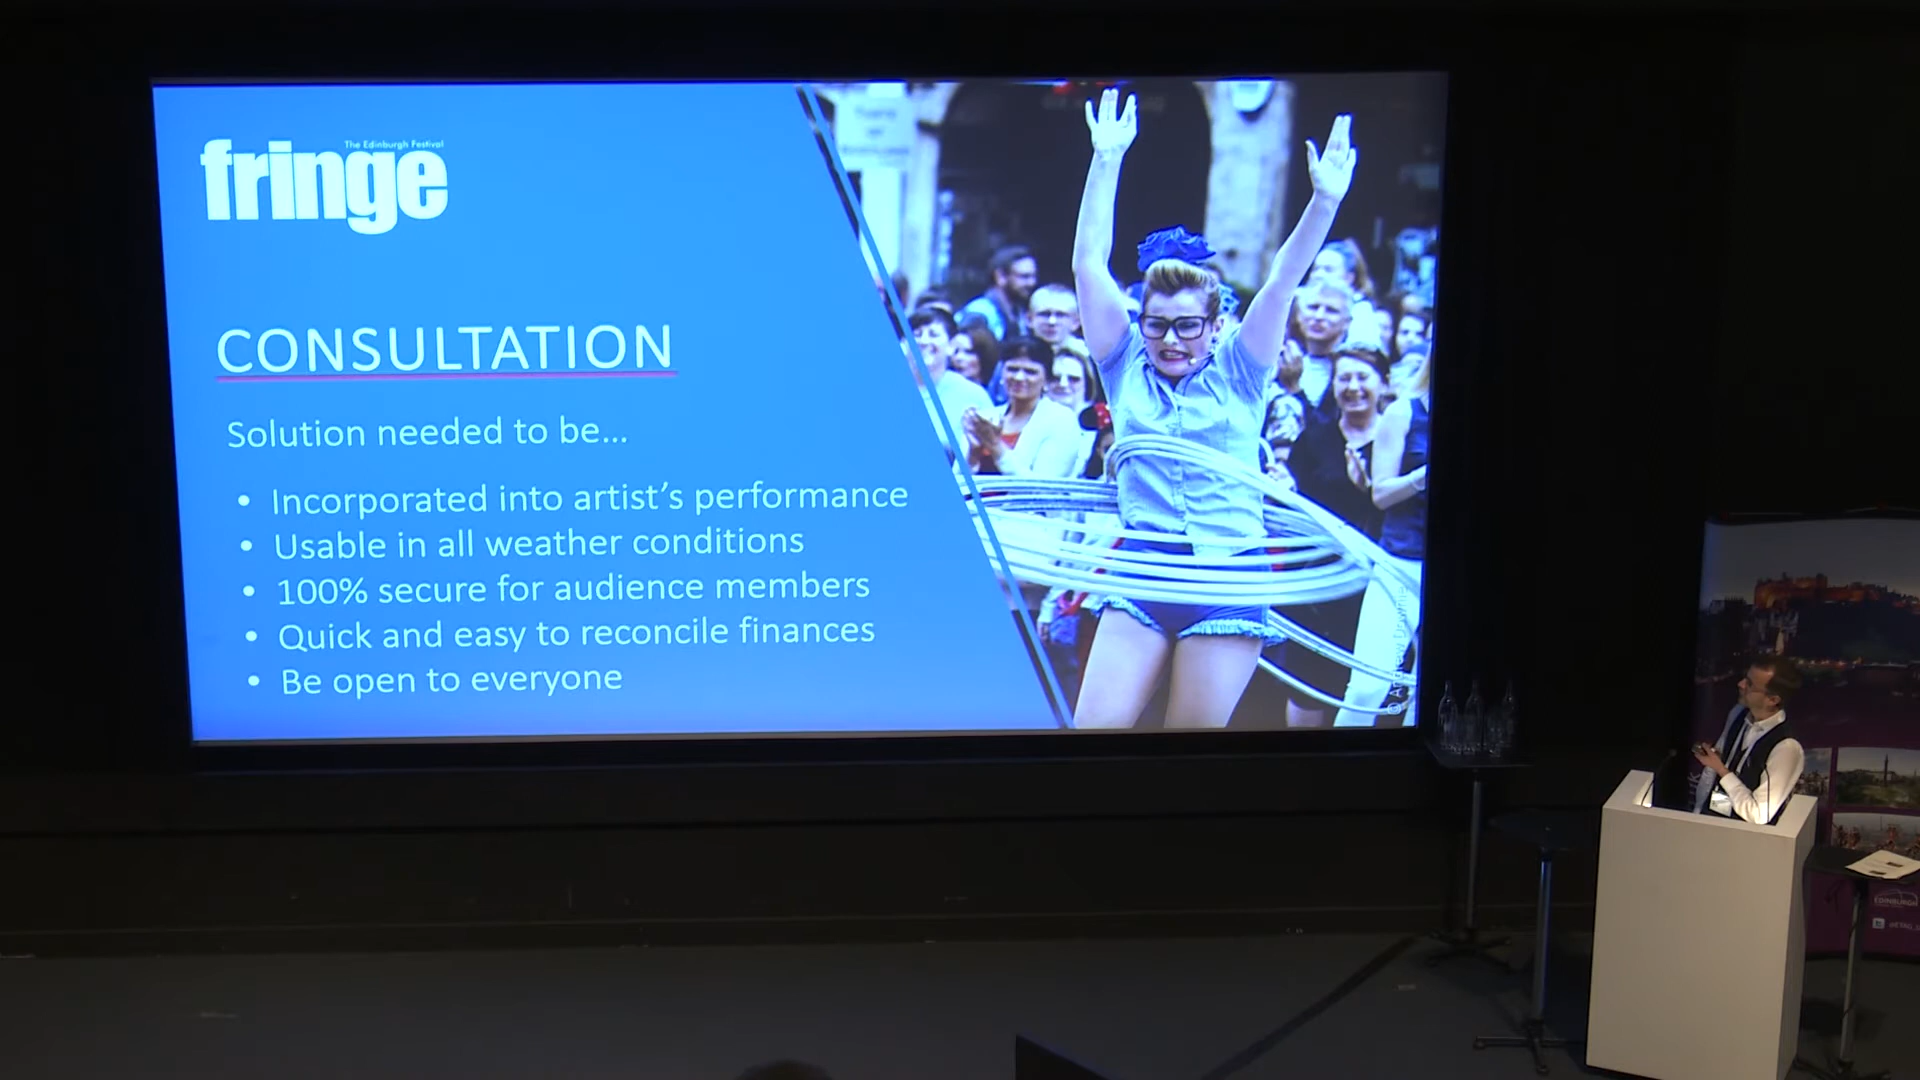 The Edinburgh Festival
fringe
CONSULTATION
Solution needed to be...
• Incorporated into artist's performance
• Usable in all weather conditions
• 100% secure for audience members
• Quick and easy to reconcile finances
• Be open to everyone
EDINBURGH